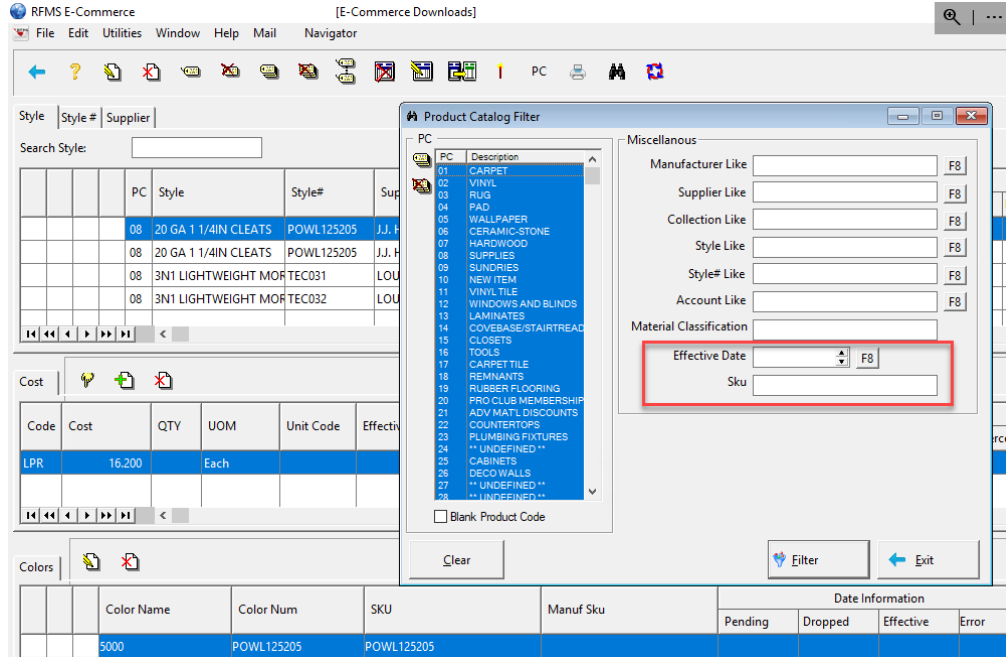 RFMS E-Commerce [E-Commerce Downloads]
File Edit Utilities Window Help Mail Navigator
PC
Style Style # Supplier
Search Style:
PC Style Style# Sup
08 20 GA 1 1/4IN CLEATS POWL125205 J.J. H
08 20 GA 1 1/4IN CLEATS POWL125205 J.J. H
08 3N1 LIGHTWEIGHT MOR TEC031 LOU
08 3N1 LIGHTWEIGHT MOR TEC032 LOU
Cost
Code Cost QTY UOM Unit Code Effectiv
LPR 16.200 Each
Colors
Color Name Color Num SKU Manuf Sku Date Information
Pending Dropped Effective Error
5000 POWL125205 POWL125205
Product Catalog Filter
PC
PC Description
01 CARPET
02 VINYL
03 RUG
04 PAD
05 WALLPAPER
06 CERAMIC-STONE
07 HARDWOOD
08 SUPPLIES
09 SUNDRIES
10 NEW ITEM
11 VINYL TILE
12 WINDOWS AND BLINDS
13 LAMINATES
14 COVEBASE/STAIRTREAD
15 CLOSETS
16 TOOLS
17 CARPET TILE
18 REMNANTS
19 RUBBER FLOORING
20 PRO CLUB MEMBERSHIP
21 ADV MAT'L DISCOUNTS
22 COUNTERTOPS
23 PLUMBING FIXTURES
24 ** UNDEFINED **
25 CABINETS
26 DECO WALLS
27 ** UNDEFINED **
28 ** UNDEFINED **
Blank Product Code
Miscellanous
Manufacturer Like F8
Supplier Like F8
Collection Like F8
Style Like F8
Style# Like F8
Account Like F8
Material Classification
Effective Date F8
Sku
Clear Filter Exit